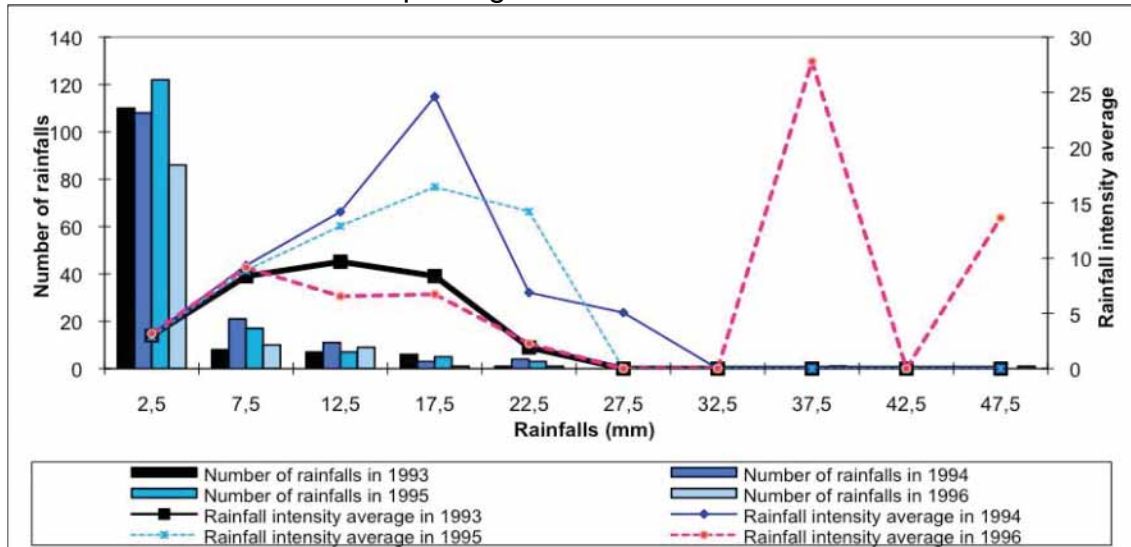 140
120
100
80
60
40
20
0
Number of rainfalls
30
25
20
15
10
5
0
Rainfall intensity average
2,5 7,5 12,5 17,5 22,5 27,5 32,5 37,5 42,5 47,5
Rainfalls (mm)
Number of rainfalls in 1993 Number of rainfalls in 1994
Number of rainfalls in 1995 Number of rainfalls in 1996
Rainfall intensity average in 1993 Rainfall intensity average in 1994
Rainfall intensity average in 1995 Rainfall intensity average in 1996